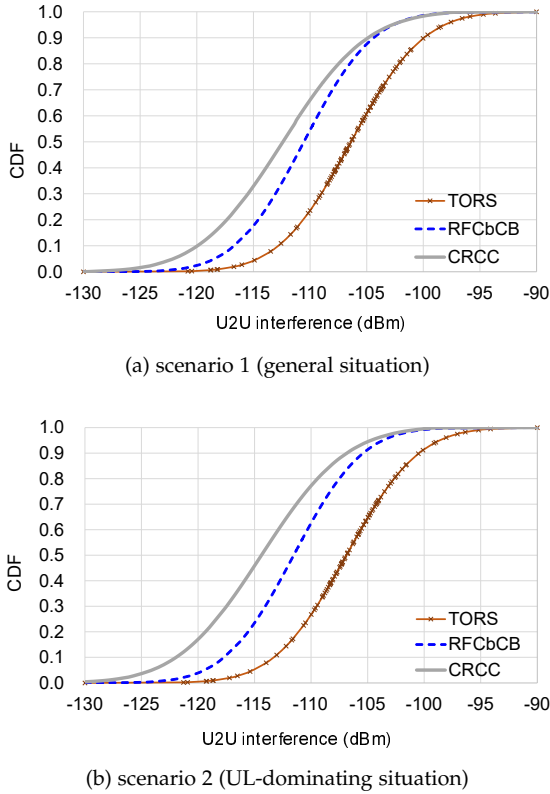 1.0
0.9
0.8
0.7
0.6
0.5
0.4
0.3
0.2
0.1
0.0
CDF
TORS
RFCbCB
CRCC
-130 -125 -120 -115 -110 -105 -100 -95 -90
U2U interference (dBm)
(a) scenario 1 (general situation)
1.0
0.9
0.8
0.7
0.6
0.5
0.4
0.3
0.2
0.1
0.0
CDF
TORS
RFCbCB
CRCC
-130 -125 -120 -115 -110 -105 -100 -95 -90
U2U interference (dBm)
(b) scenario 2 (UL-dominating situation)